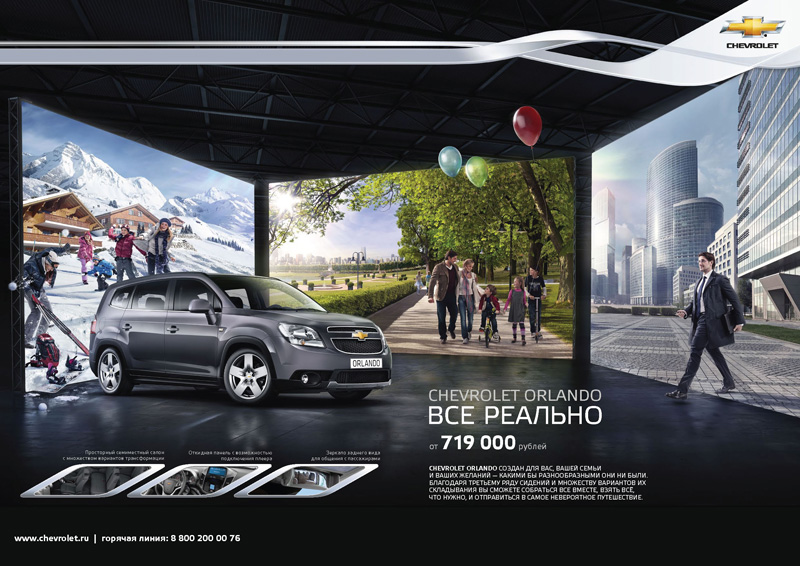 CHEVROLET
ORLANDO
CHEVROLET ORLANDO
ВСЕ РЕАЛЬНО
от 719 000 рублей
Просторный семиместный салон
с множеством вариантов трансформации
Откидная панель с возможностью
подключения плеера
Зеркало заднего вида
для общения с пассажирами
CHEVROLET ORLANDO СОЗДАН ДЛЯ ВАС, ВАШЕЙ СЕМЬИ
И ВАШИХ ЖЕЛАНИЙ — КАКИМИ БЫ РАЗНООБРАЗНЫМИ ОНИ НИ БЫЛИ.
БЛАГОДАРЯ ТРЕТЬЕМУ РЯДУ СИДЕНИЙ И МНОЖЕСТВУ ВАРИАНТОВ ИХ
СКЛАДЫВАНИЯ ВЫ СМОЖЕТЕ СОБРАТЬСЯ ВСЕ ВМЕСТЕ, ВЗЯТЬ ВСЁ,
ЧТО НУЖНО, И ОТПРАВИТЬСЯ В САМОЕ НЕВЕРОЯТНОЕ ПУТЕШЕСТВИЕ.
www.chevrolet.ru | горячая линия: 8 800 200 00 76